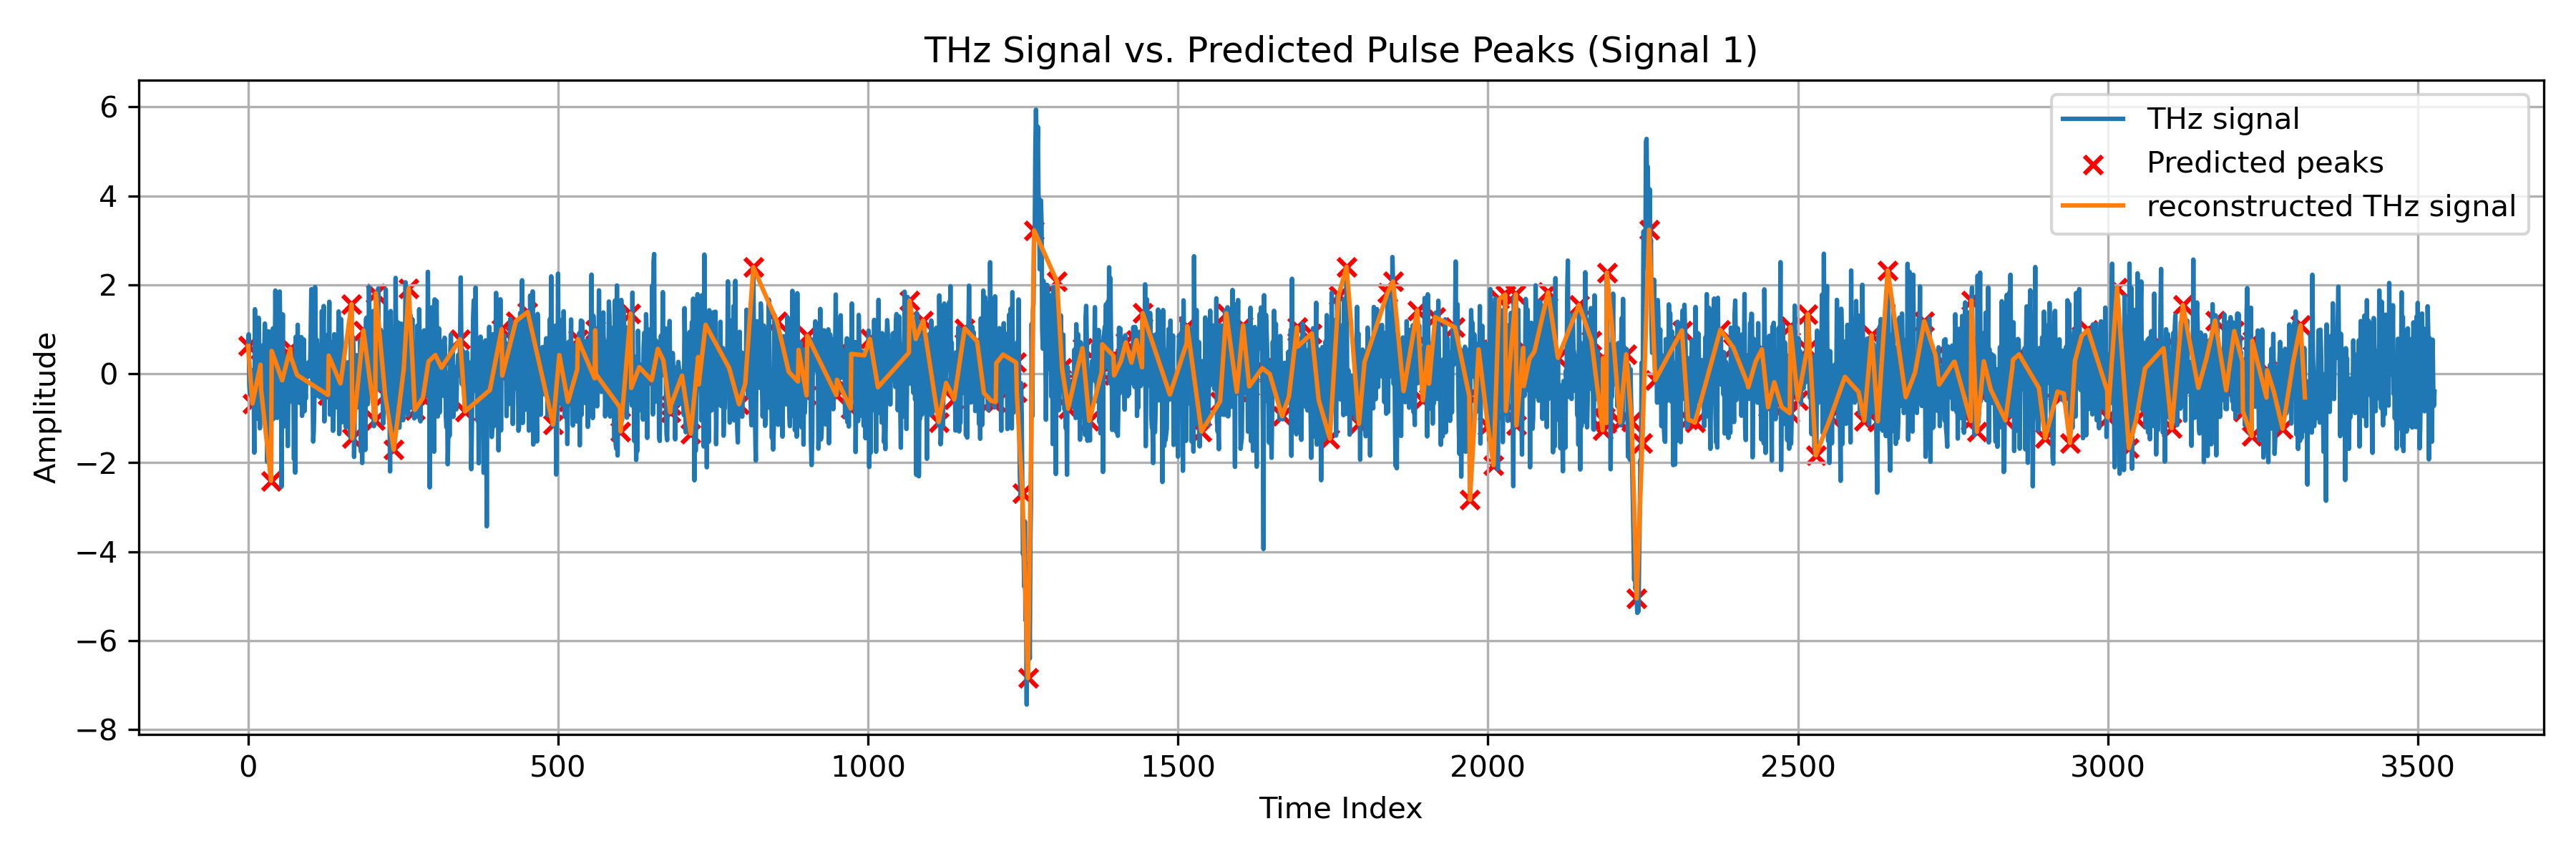 THz Signal vs. Predicted Pulse Peaks (Signal 1)
THz signal
Predicted peaks
reconstructed THz signal
6
4
2
0
−2
−4
−6
−8
Amplitude
0 500 1000 1500 2000 2500 3000 3500
Time Index